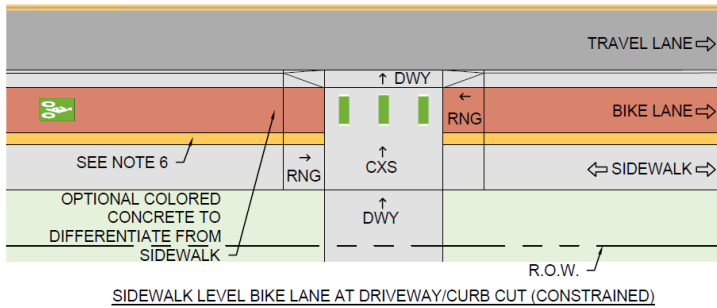 TRAVEL LANE
↑ DWY
←
RNG
BIKE LANE
SEE NOTE 6
→
RNG
↑
CXS
SIDEWALK
OPTIONAL COLORED
CONCRETE TO
DIFFERENTIATE FROM
SIDEWALK
↑
DWY
R.O.W.
SIDEWALK LEVEL BIKE LANE AT DRIVEWAY/CURB CUT (CONSTRAINED)